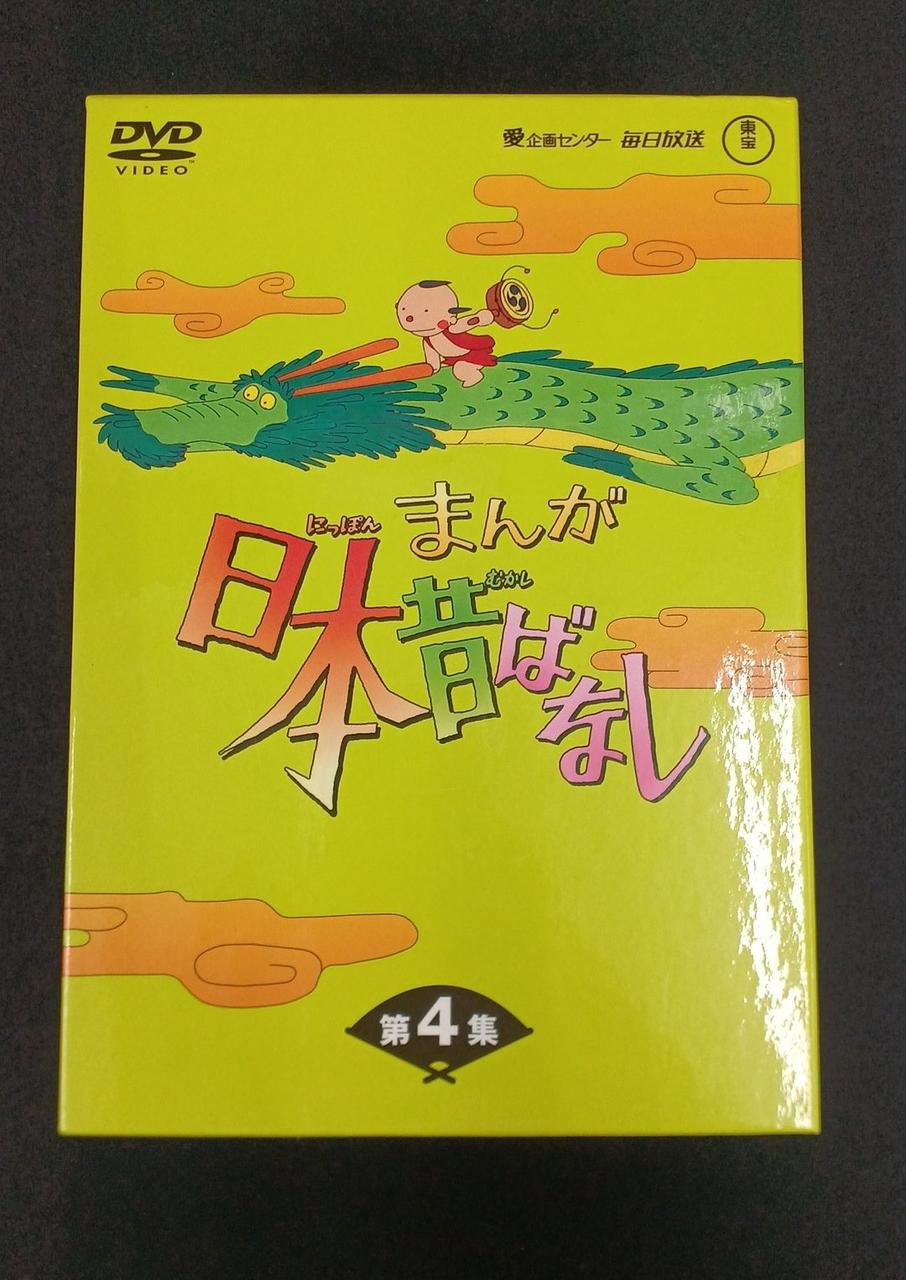 DVD
VIDEO
TM
愛企画センター 毎日放送
東宝
まんが
にっぽん
日本
むかし
昔ばなし
第4集